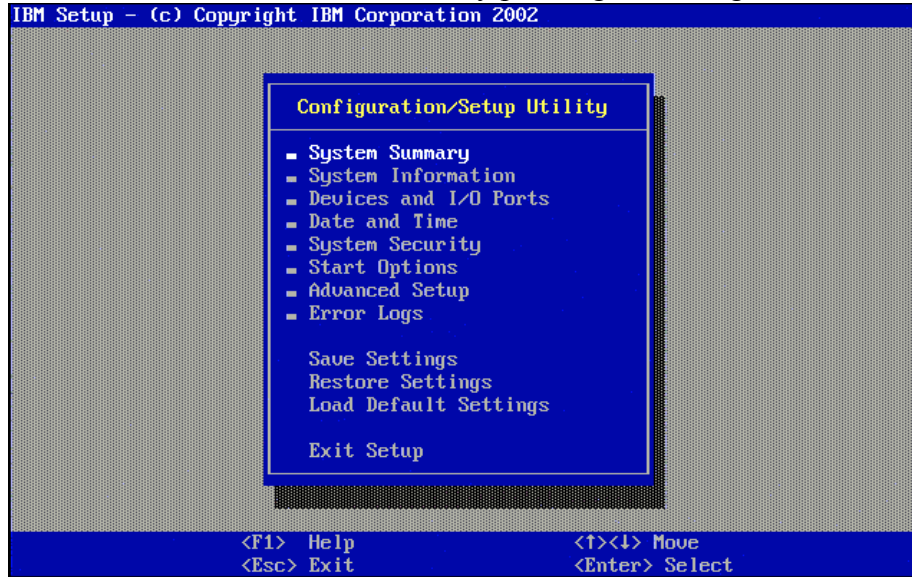 IBM Setup - (c) Copyright IBM Corporation 2002
Configuration/Setup Utility
System Summary
System Information
Devices and I/O Ports
Date and Time
System Security
Start Options
Advanced Setup
Error Logs
Save Settings
Restore Settings
Load Default Settings
Exit Setup
<F1> Help <↑><↓> Move
<Esc> Exit <Enter> Select